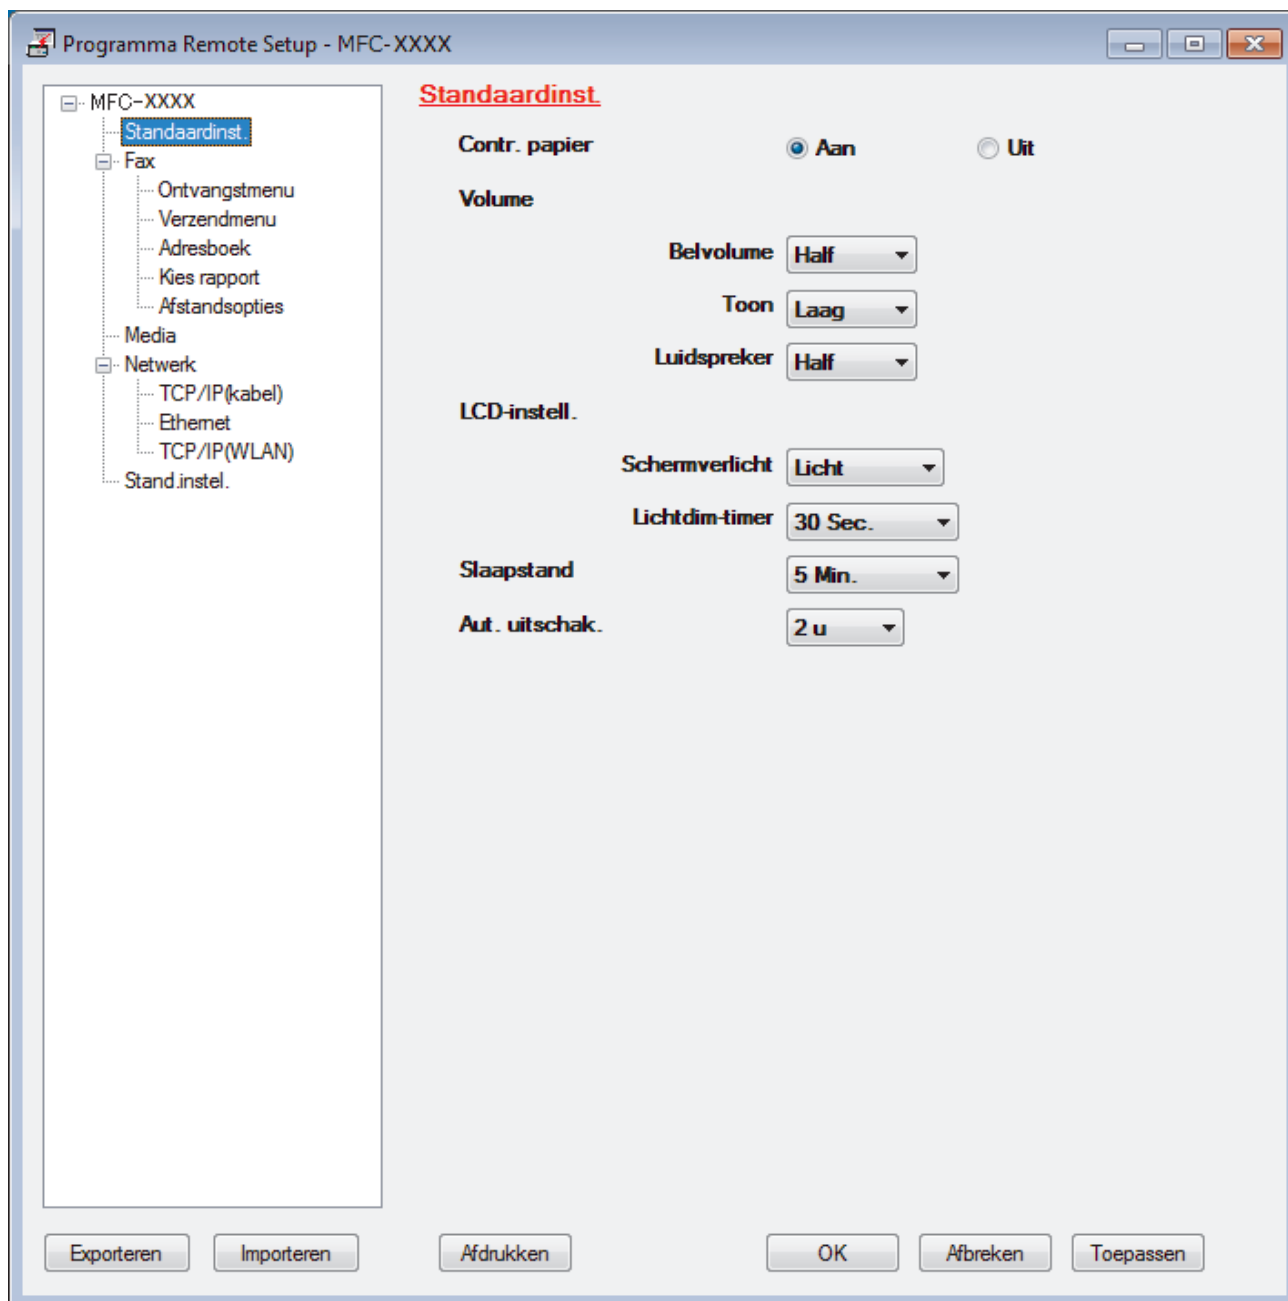 Programma Remote Setup - MFC-XXXX
MFC-XXXX
Standaardinst.
Fax
Ontvangstmenu
Verzendmenu
Adresboek
Kies rapport
Afstandsopties
Media
Netwerk
TCP/IP(kabel)
Ethernet
TCP/IP(WLAN)
Stand.instel.
Standaardinst.
Contr. papier Aan Uit
Volume
Belvolume Half
Toon Laag
Luidspreker Half
LCD-instell.
Schermverlicht Licht
Lichtdim-timer 30 Sec.
Slaapstand 5 Min.
Aut. uitschak. 2 u
Exporteren Importeren Afdrukken OK Afbreken Toepassen